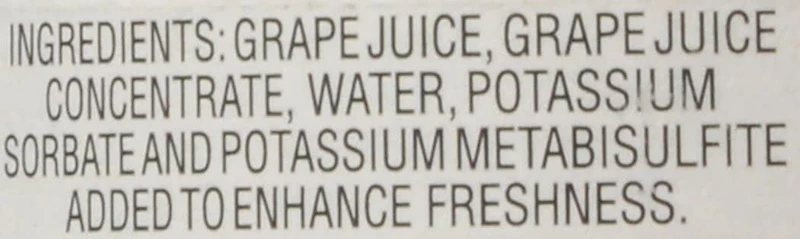 INGREDIENTS: GRAPE JUICE, GRAPE JUICE
CONCENTRATE, WATER, POTASSIUM
SORBATE AND POTASSIUM METABISULFITE
ADDED TO ENHANCE FRESHNESS.